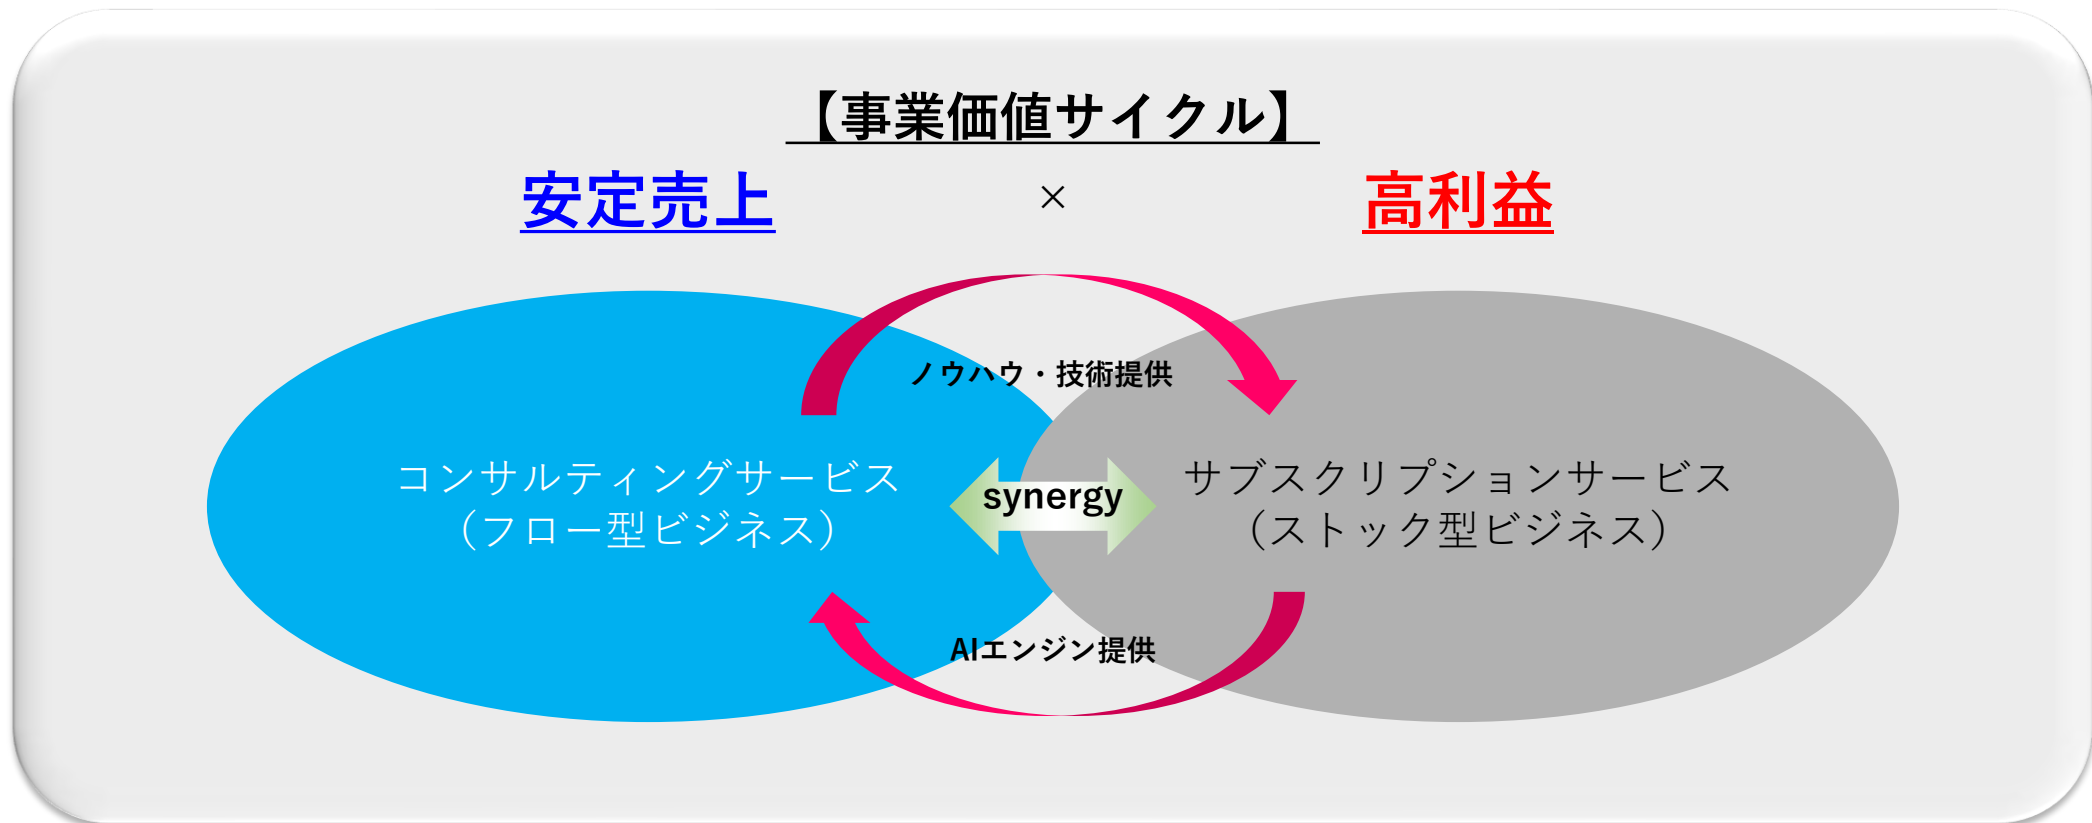 【事業価値サイクル】
安定売上
×
高利益
ノウハウ・技術提供
コンサルティングサービス
（フロー型ビジネス）
synergy
サブスクリプションサービス
（ストック型ビジネス）
AIエンジン提供